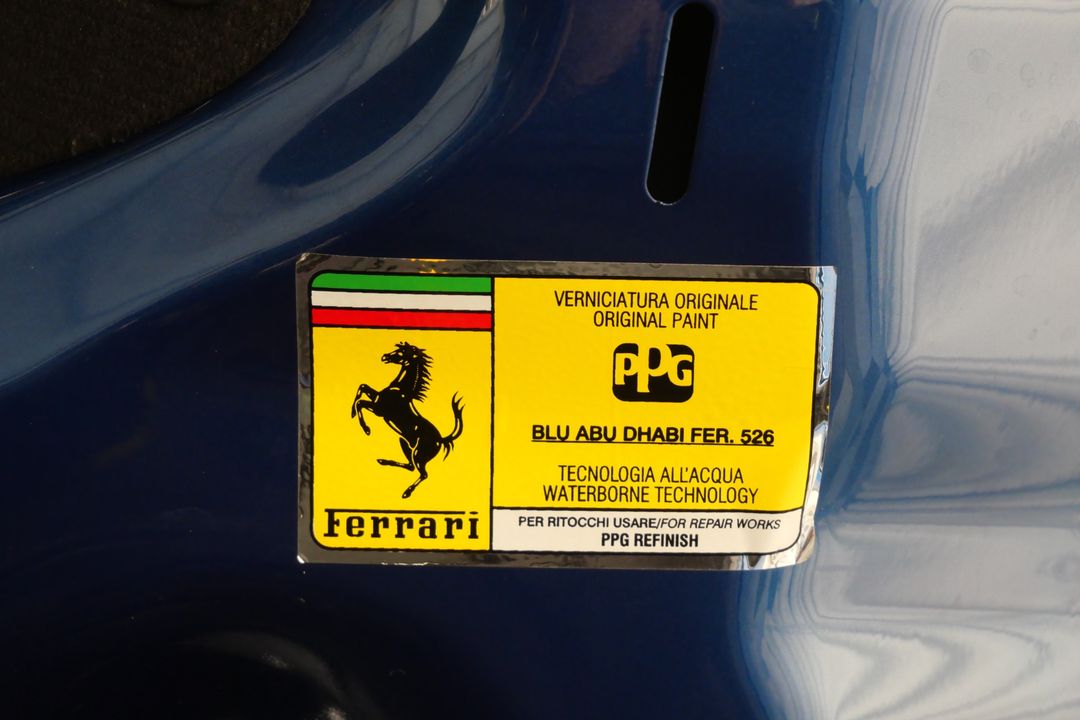 VERNICIATURA ORIGINALE
ORIGINAL PAINT
PPG
BLU ABU DHABI FER. 526
TECNOLOGIA ALL'ACQUA
WATERBORNE TECHNOLOGY
Ferrari
PER RITOCCHI USARE/FOR REPAIR WORKS
PPG REFINISH